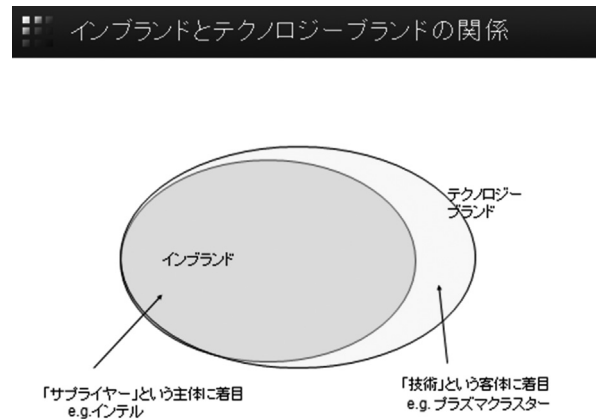 インブランドとテクノロジーブランドの関係
テクノロジー
ブランド
インブランド
「サプライヤー」という主体に着目
e.g.インテル
「技術」という客体に着目
e.g. プラズマクラスター